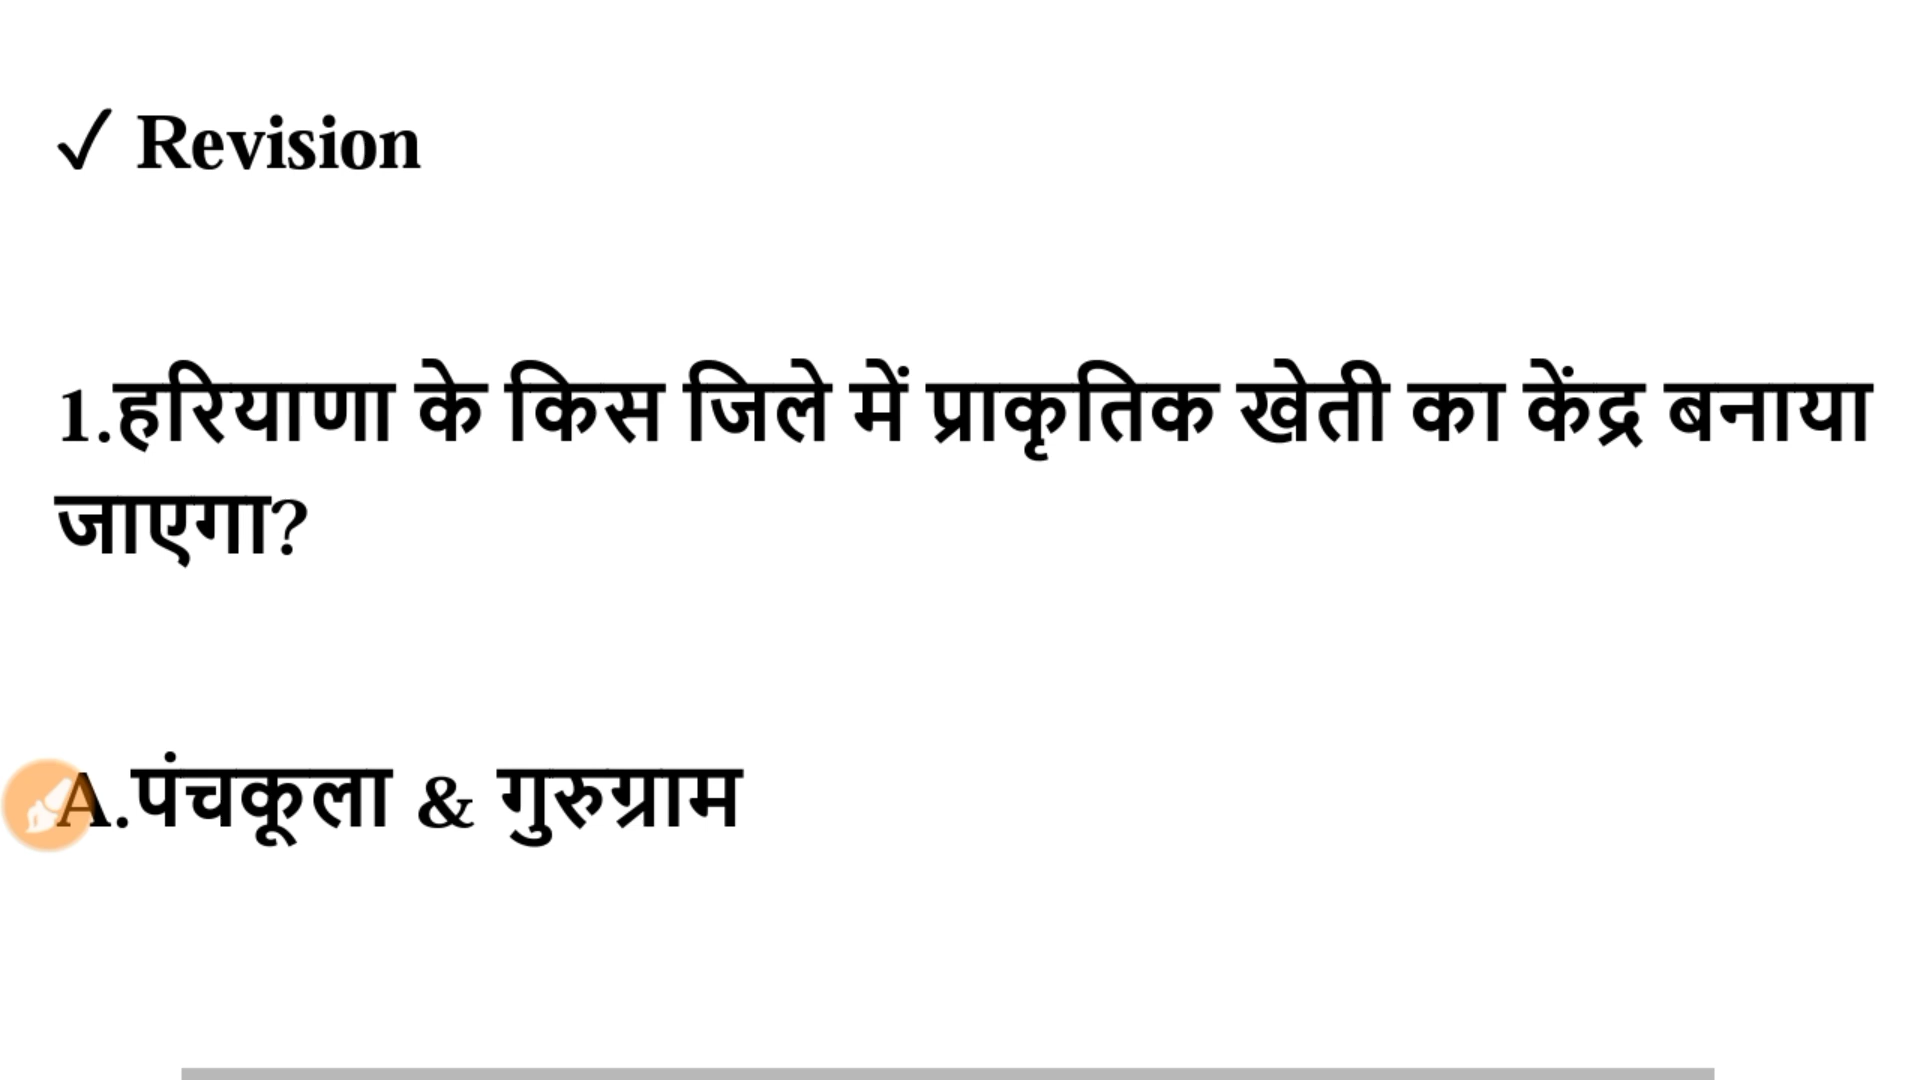 ✓ Revision
1.हरियाणा के किस जिले में प्राकृतिक खेती का केंद्र बनाया
जाएगा?
A.पंचकूला & गुरुग्राम